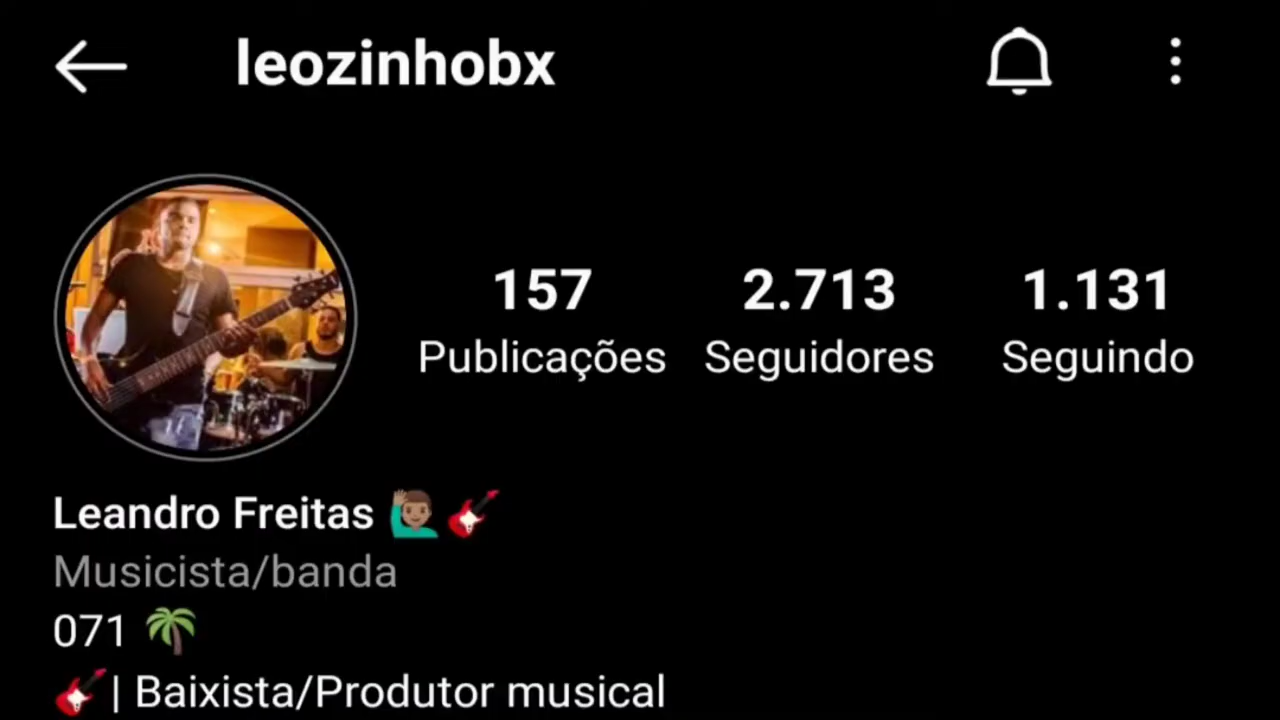 leozinhobx
157 2.713 1.131
Publicações Seguidores Seguindo
Leandro Freitas 🙋🏽‍♂️🎸
Musicista/banda
071 🌴
🎸| Baixista/Produtor musical